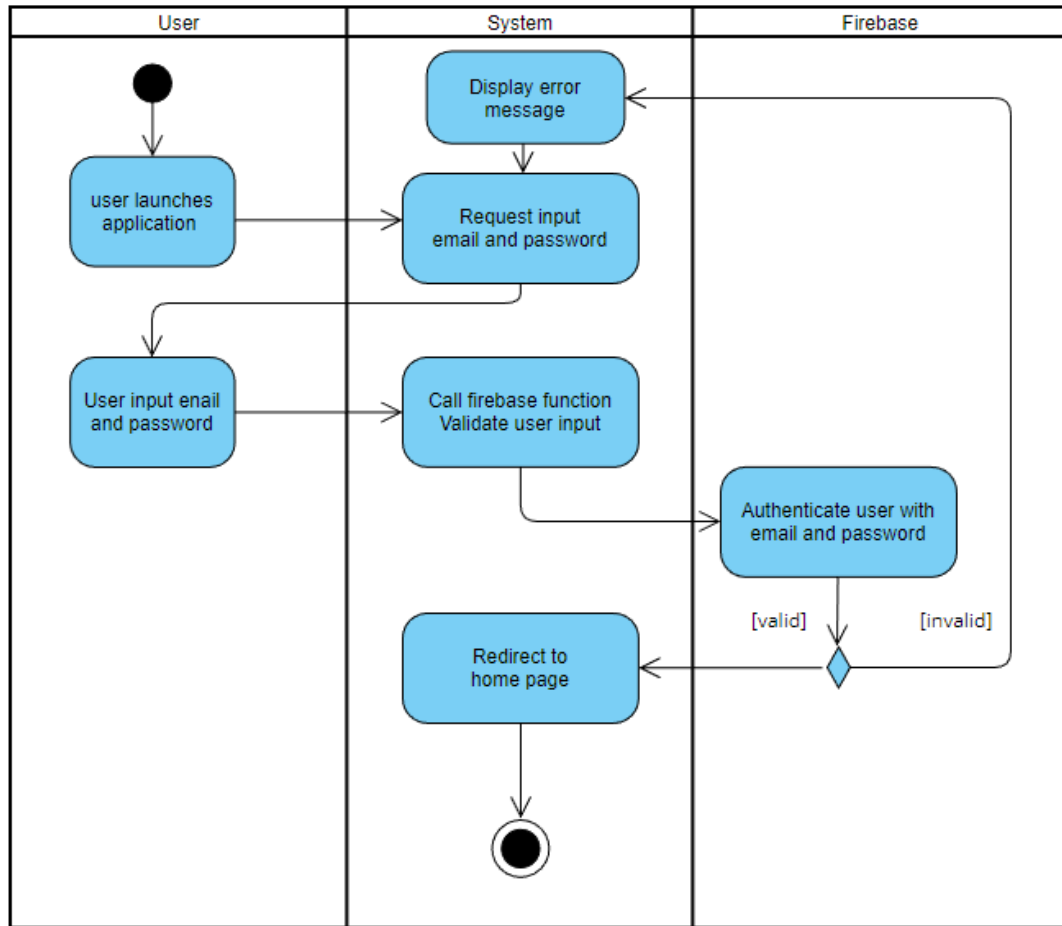 User
System
Firebase
Display error
message
user launches
application
Request input
email and password
User input enail
and password
Call firebase function
Validate user input
Authenticate user with
email and password
[valid]
[invalid]
Redirect to
home page